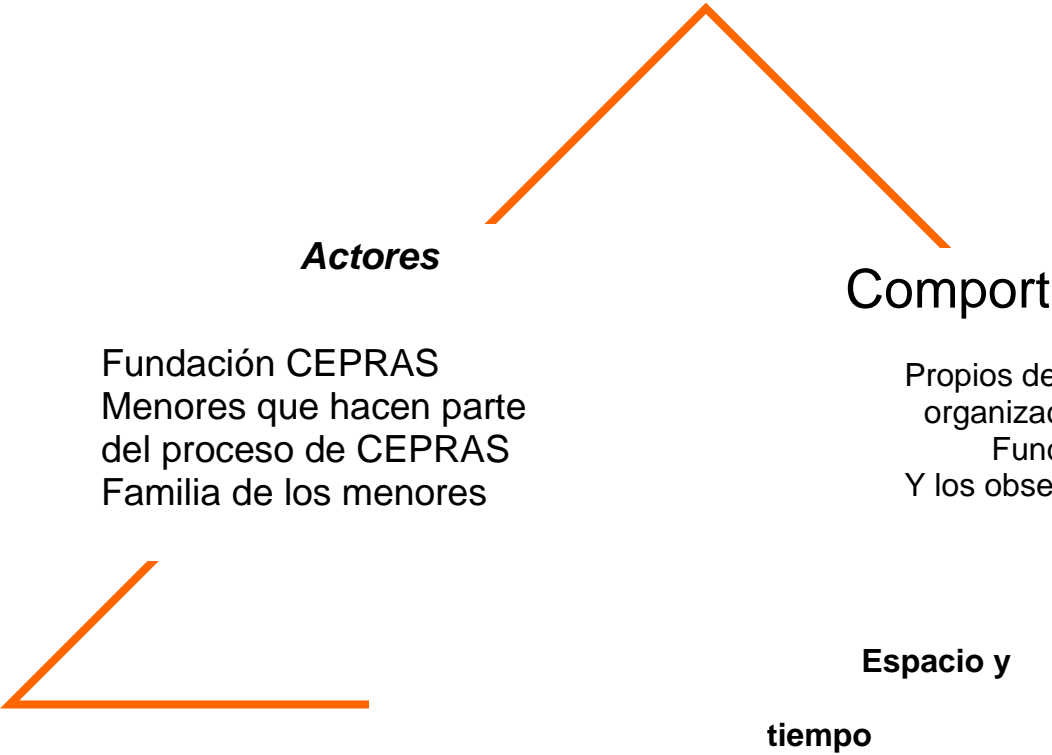 Actores
Comport
Fundación CEPRAS
Menores que hacen parte
del proceso de CEPRAS
Familia de los menores
Propios de
organizac
Fund
Y los obse
Espacio y
tiempo